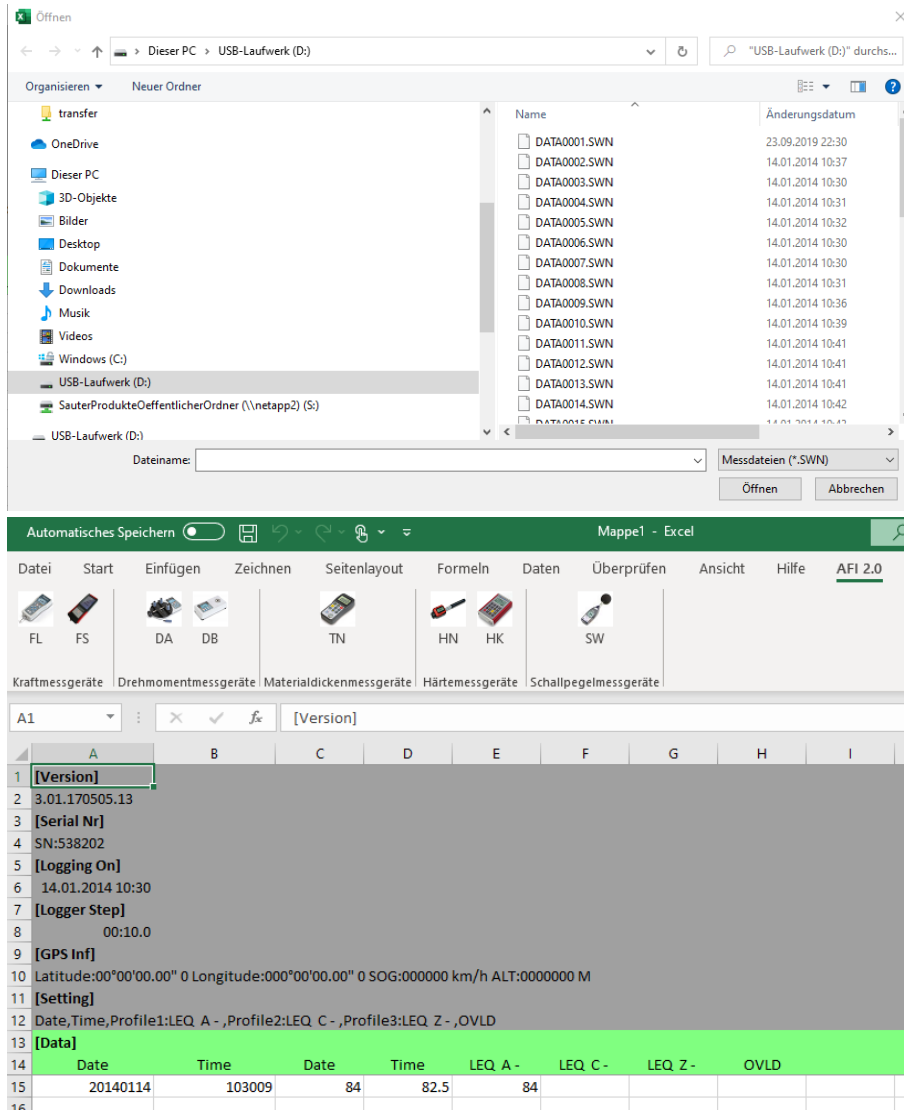 Öffnen
Dieser PC › USB-Laufwerk (D:)
"USB-Laufwerk (D:)" durchs...
Organisieren Neuer Ordner
transfer
OneDrive
Dieser PC
3D-Objekte
Bilder
Desktop
Dokumente
Downloads
Musik
Videos
Windows (C:)
USB-Laufwerk (D:)
SauterProdukteOeffentlicherOrdner (\\netapp2) (S:)
USB-Laufwerk (D:)
Name Änderungsdatum
DATA0001.SWN 23.09.2019 22:30
DATA0002.SWN 14.01.2014 10:37
DATA0003.SWN 14.01.2014 10:30
DATA0004.SWN 14.01.2014 10:31
DATA0005.SWN 14.01.2014 10:32
DATA0006.SWN 14.01.2014 10:30
DATA0007.SWN 14.01.2014 10:30
DATA0008.SWN 14.01.2014 10:31
DATA0009.SWN 14.01.2014 10:36
DATA0010.SWN 14.01.2014 10:39
DATA0011.SWN 14.01.2014 10:41
DATA0012.SWN 14.01.2014 10:41
DATA0013.SWN 14.01.2014 10:41
DATA0014.SWN 14.01.2014 10:42
Dateiname: Messdateien (*.SWN)
Öffnen Abbrechen
Automatisches Speichern Mappe1 - Excel
Datei Start Einfügen Zeichnen Seitenlayout Formeln Daten Überprüfen Ansicht Hilfe AFI 2.0
FL FS DA DB TN HN HK SW
Kraftmessgeräte Drehmomentmessgeräte Materialdickenmessgeräte Härtemessgeräte Schallpegelmessgeräte
A1 fx [Version]
A B C D E F G H I
1 [Version]
2 3.01.170505.13
3 [Serial Nr]
4 SN:538202
5 [Logging On]
6 14.01.2014 10:30
7 [Logger Step]
8 00:10.0
9 [GPS Inf]
10 Latitude:00°00'00.00" 0 Longitude:000°00'00.00" 0 SOG:000000 km/h ALT:0000000 M
11 [Setting]
12 Date,Time,Profile1:LEQ A - ,Profile2:LEQ C - ,Profile3:LEQ Z - ,OVLD
13 [Data]
14 Date Time Date Time LEQ A - LEQ C - LEQ Z - OVLD
15 20140114 103009 84 82.5 84
16